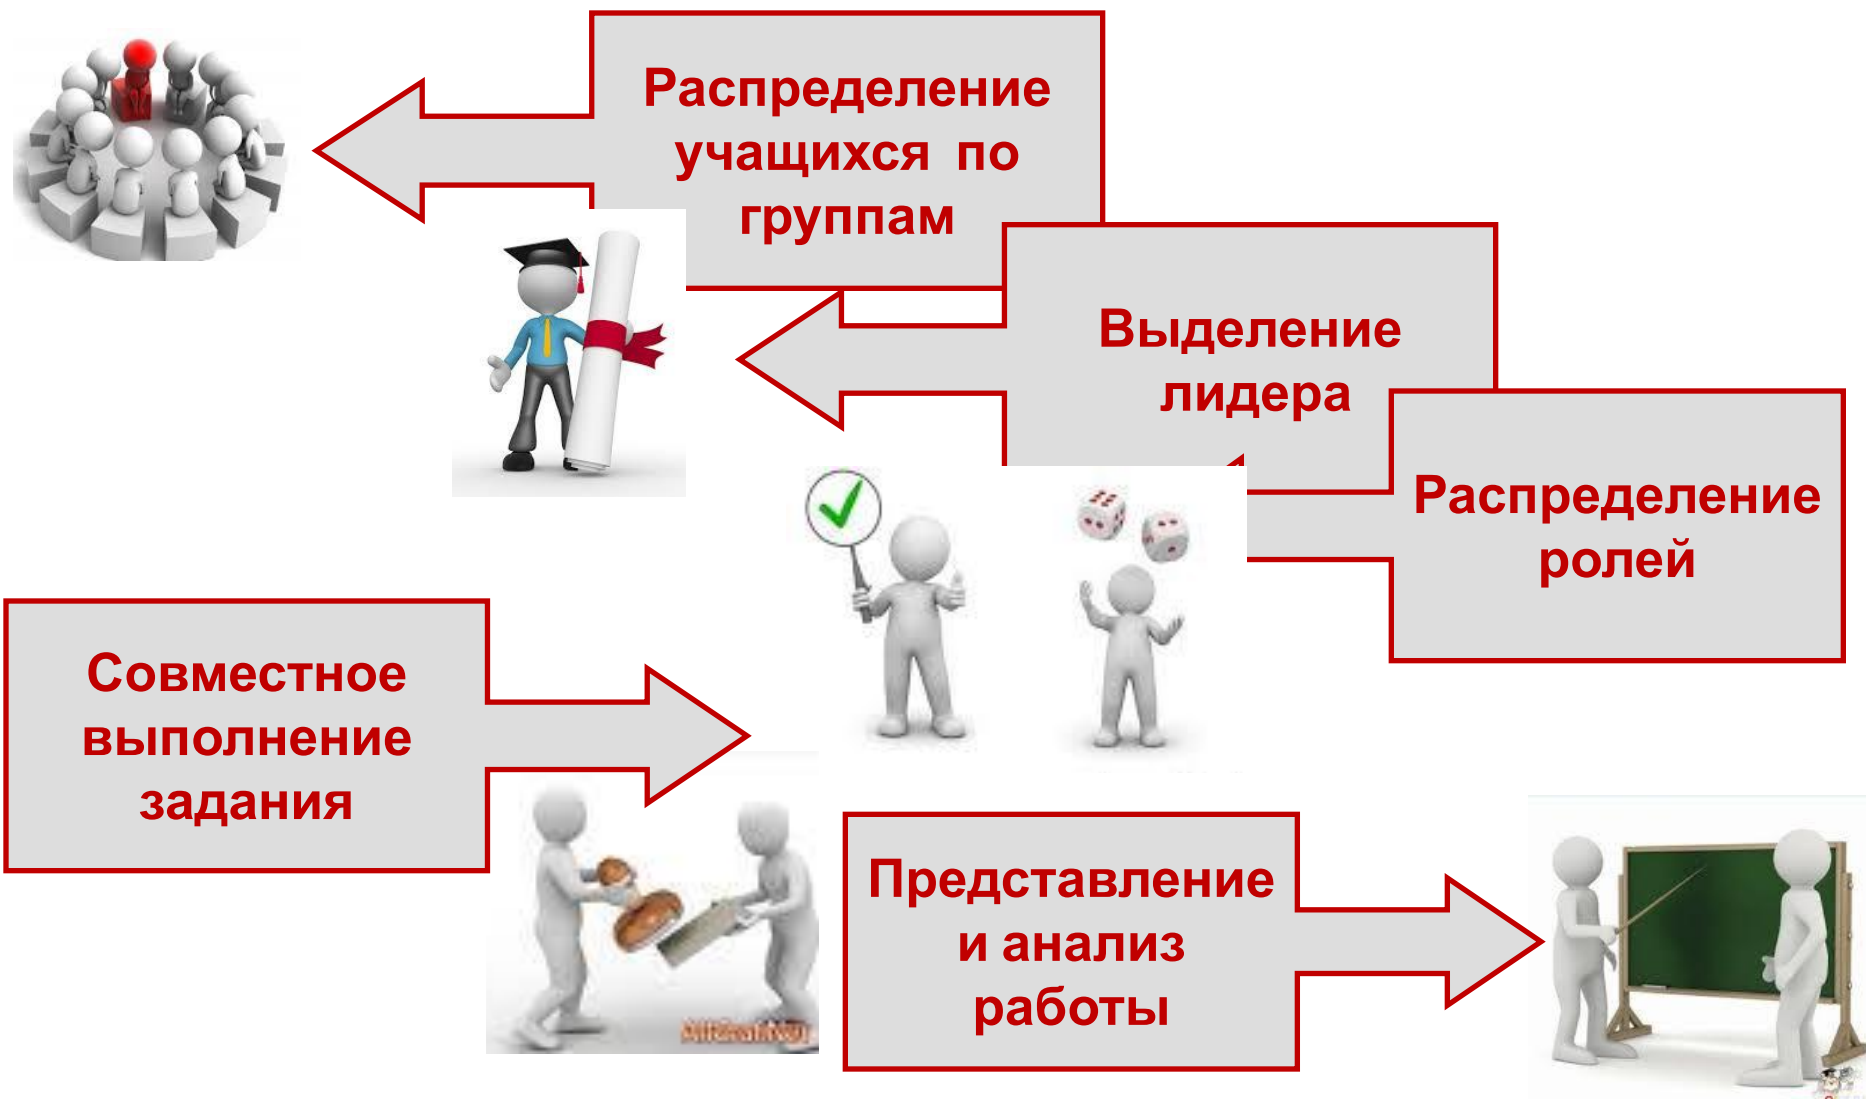 Распределение
учащихся по
группам
Выделение
лидера
Распределение
ролей
Совместное
выполнение
задания
Представление
и анализ
работы